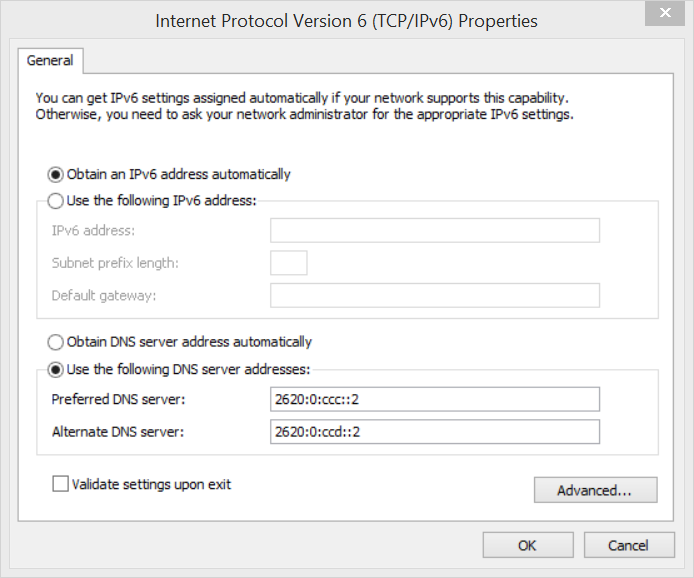 Internet Protocol Version 6 (TCP/IPv6) Properties
General
You can get IPv6 settings assigned automatically if your network supports this capability.
Otherwise, you need to ask your network administrator for the appropriate IPv6 settings.
Obtain an IPv6 address automatically
Use the following IPv6 address:
IPv6 address:
Subnet prefix length:
Default gateway:
Obtain DNS server address automatically
Use the following DNS server addresses:
Preferred DNS server: 2620:0:ccc::2
Alternate DNS server: 2620:0:ccd::2
Validate settings upon exit
Advanced...
OK Cancel